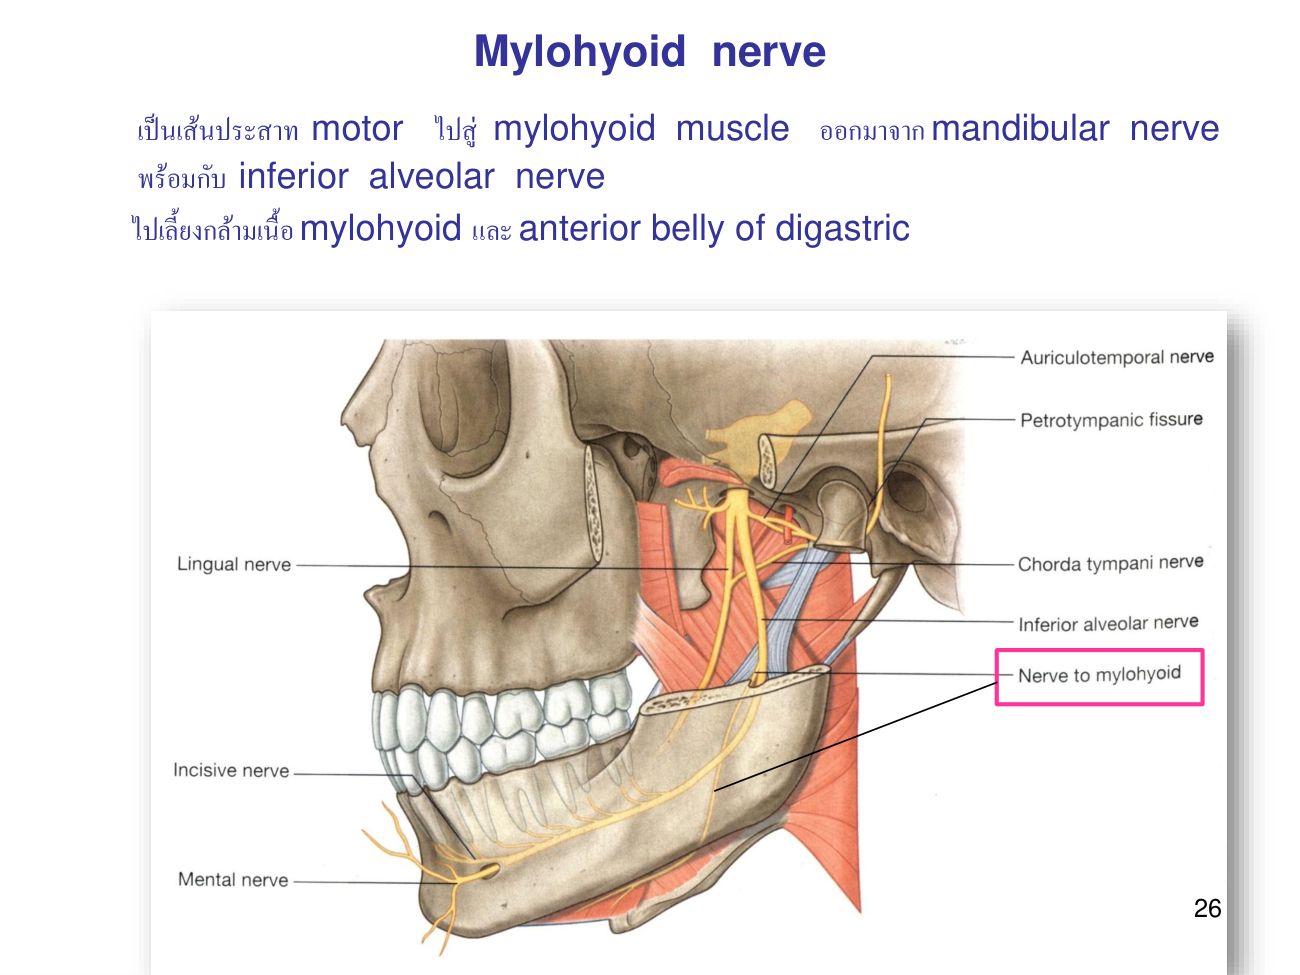 Mylohyoid nerve
เป็นเส้นประสาท motor ไปสู่ mylohyoid muscle ออกมาจาก mandibular nerve
พร้อมกับ inferior alveolar nerve
ไปเลี้ยงกล้ามเนื้อ mylohyoid และ anterior belly of digastric
Auriculotemporal nerve
Petrotympanic fissure
Lingual nerve
Chorda tympani nerve
Inferior alveolar nerve
Nerve to mylohyoid
Incisive nerve
Mental nerve
26